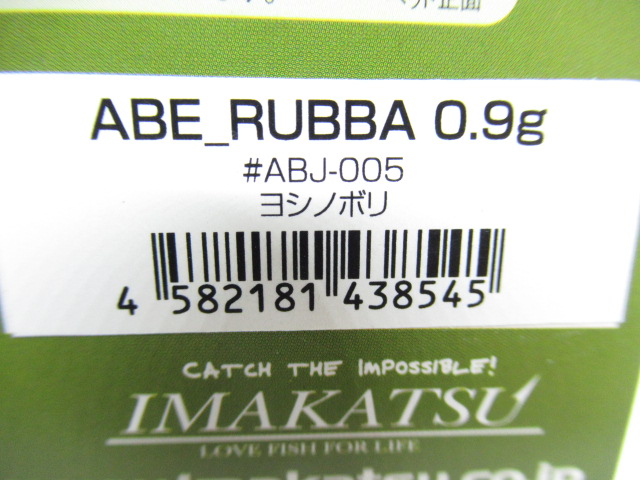 ABE_RUBBA 0.9g
#ABJ-005
ヨシノボリ
4 582181 438545
CATCH THE IMPOSSIBLE!
IMAKATSU
LOVE FISH FOR LIFE